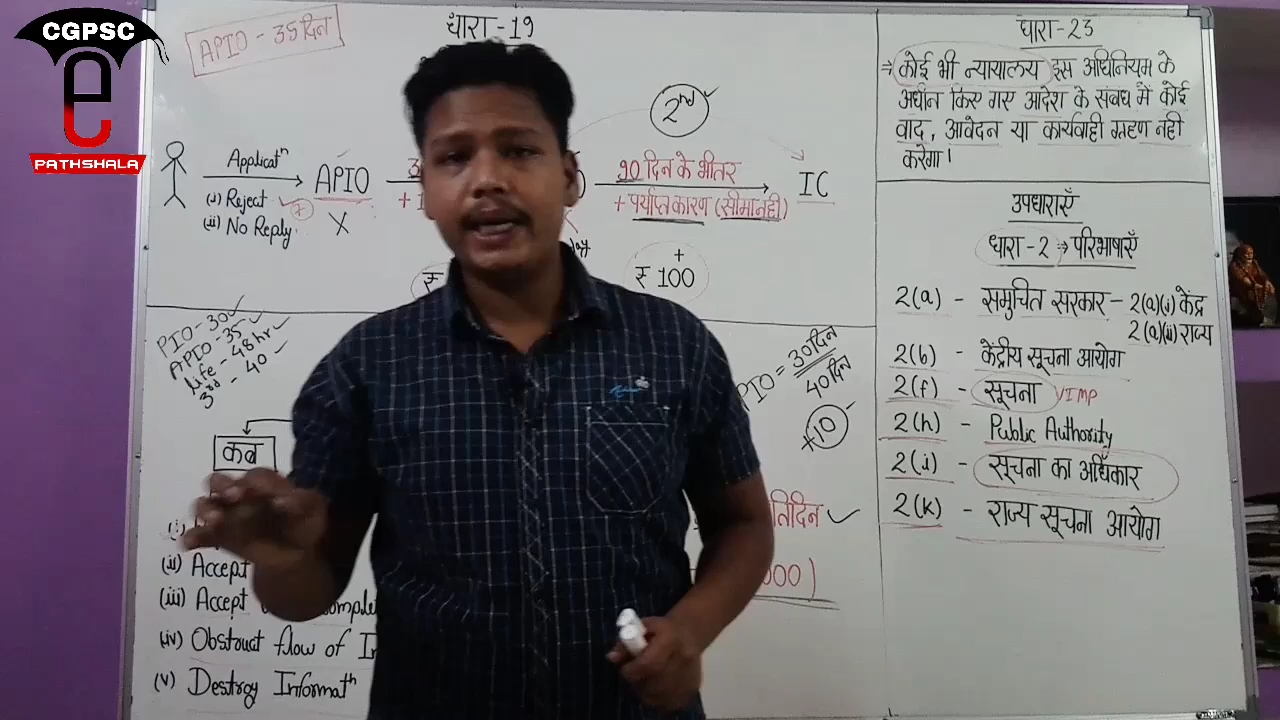 CGPSC
e
PATHSHALA
APIO - 35 दिन
धारा-19
2nd
Applicatⁿ
(i) Reject
(ii) No Reply
APIO
X
90 दिन के भीतर
+ पर्याप्त कारण (सीमा नही)
IC
₹
+
₹ 100
PIO - 30
APIO - 35
Life - 48 hr
3rd - 40
कब
(ii) Accept
(iii) Accept
(iv) Obstruct flow of
(v) Destroy Informatⁿ
PIO = 30 दिन
40 दिन
+10
धारा-23
⇒ कोई भी न्यायालय इस अधिनियम के
अधीन किए गए आदेश के संबंध में कोई
वाद, आवेदन या कार्यवाही ग्रहण नही
करेगा।
उपधाराएँ
धारा-2 → परिभाषाएँ
2(a) - समुचित सरकार - 2(a)(i) केंद्र
2(a)(ii) राज्य
2(b) - केंद्रीय सूचना आयोग
2(f) - सूचना VIMP
2(h) - Public Authority
2(j) - सूचना का अधिकार
2(k) - राज्य सूचना आयोग